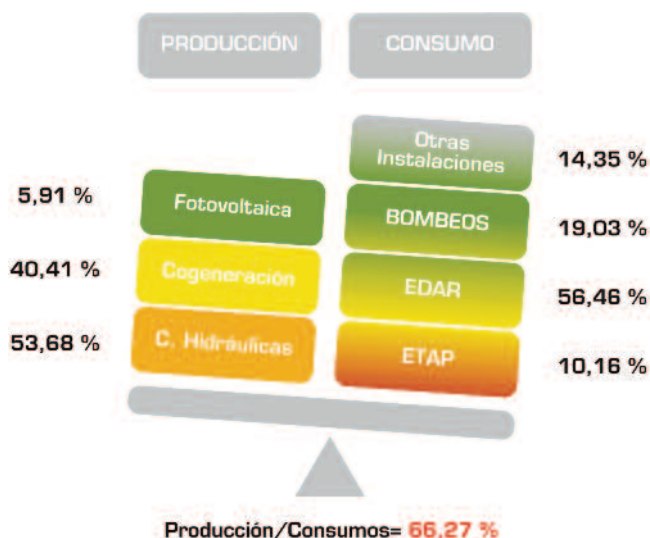 PRODUCCIÓN
CONSUMO
Otras
Instalaciones
14,35 %
5,91 %
Fotovoltaica
BOMBEOS
19,03 %
40,41 %
Cogeneración
EDAR
56,46 %
53,68 %
C. Hidráulicas
ETAP
10,16 %
Producción/Consumos= 66,27 %